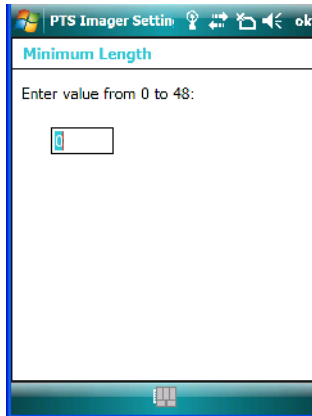 PTS Imager Settin
ok
Minimum Length
Enter value from 0 to 48:
0